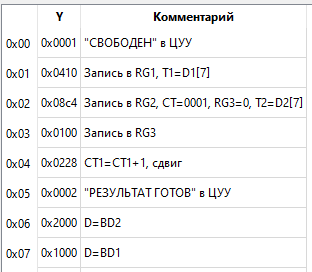 Y Комментарий
0x00 0x0001 "СВОБОДЕН" в ЦУУ
0x01 0x0410 Запись в RG1, T1=D1[7]
0x02 0x08c4 Запись в RG2, CT=0001, RG3=0, T2=D2[7]
0x03 0x0100 Запись в RG3
0x04 0x0228 CT1=CT1+1, сдвиг
0x05 0x0002 "РЕЗУЛЬТАТ ГОТОВ" в ЦУУ
0x06 0x2000 D=BD2
0x07 0x1000 D=BD1